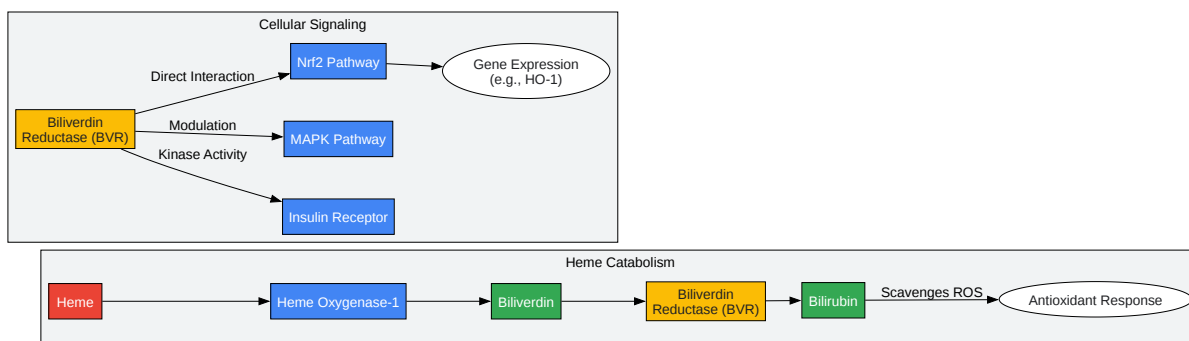 Cellular Signaling
Nrf2 Pathway
Gene Expression
(e.g., HO-1)
Direct Interaction
Biliverdin
Reductase (BVR)
Modulation
MAPK Pathway
Kinase Activity
Insulin Receptor
Heme Catabolism
Heme
Heme Oxygenase-1
Biliverdin
Biliverdin
Reductase (BVR)
Bilirubin
Scavenges ROS
Antioxidant Response